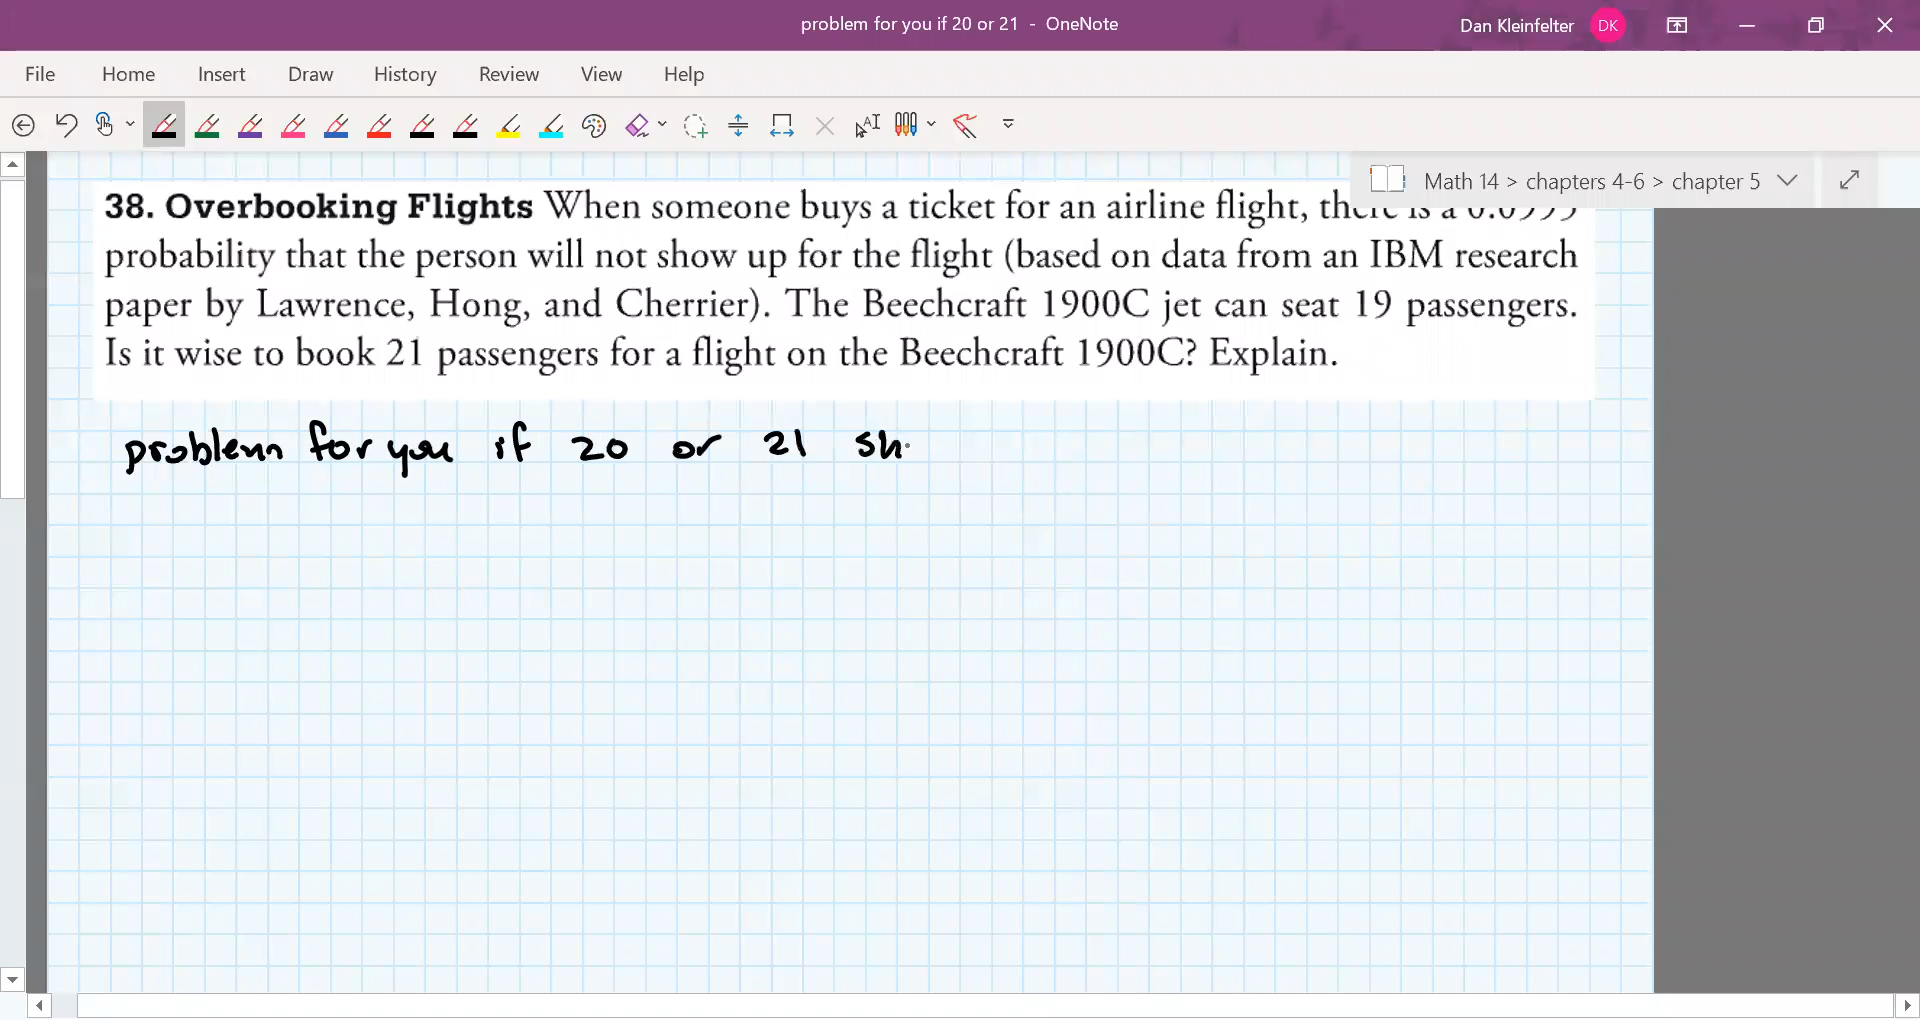 problem for you if 20 or 21 - OneNote
Dan Kleinfelter DK
File Home Insert Draw History Review View Help
Math 14 > chapters 4-6 > chapter 5
38. Overbooking Flights When someone buys a ticket for an airline flight, there is a
probability that the person will not show up for the flight (based on data from an IBM research
paper by Lawrence, Hong, and Cherrier). The Beechcraft 1900C jet can seat 19 passengers.
Is it wise to book 21 passengers for a flight on the Beechcraft 1900C? Explain.
problem for you if 20 or 21 sh